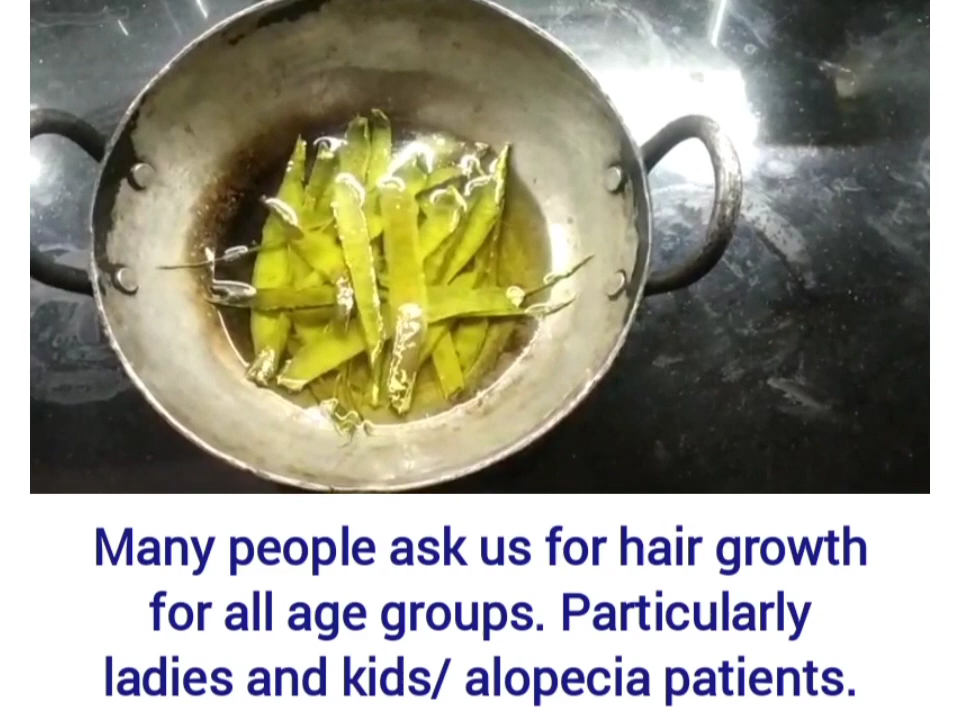 Many people ask us for hair growth
for all age groups. Particularly
ladies and kids/ alopecia patients.